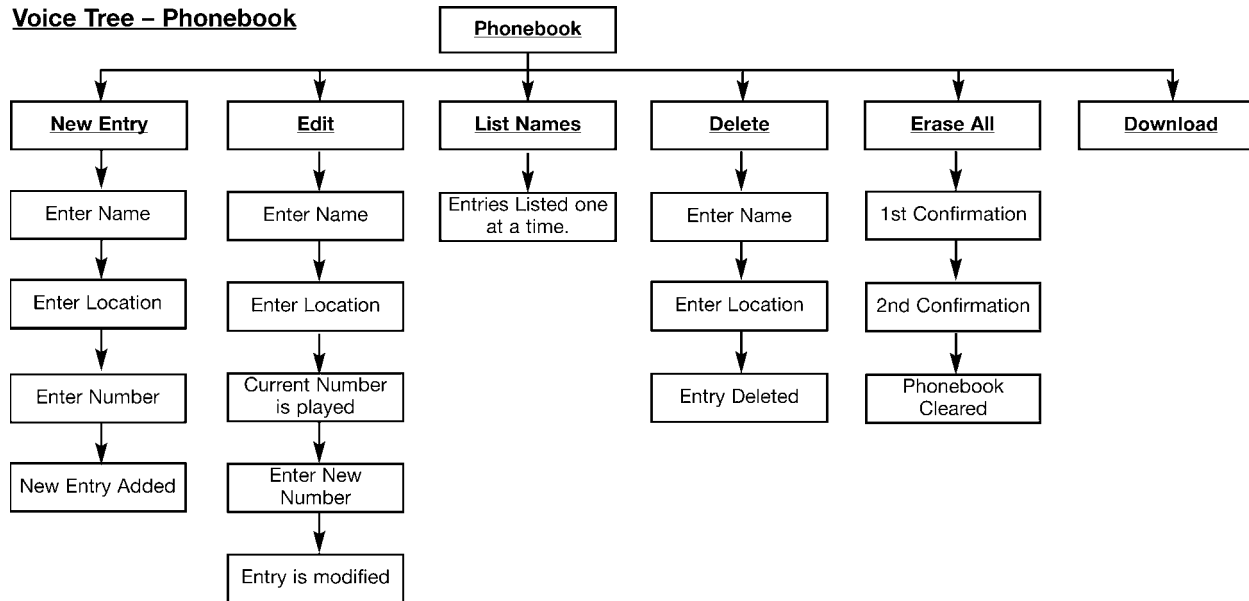 Voice Tree – Phonebook
Phonebook
New Entry
Edit
List Names
Delete
Erase All
Download
Enter Name
Enter Name
Entries Listed one
at a time.
Enter Name
1st Confirmation
Enter Location
Enter Location
Enter Location
2nd Confirmation
Enter Number
Current Number
is played
Entry Deleted
Phonebook
Cleared
New Entry Added
Enter New
Number
Entry is modified